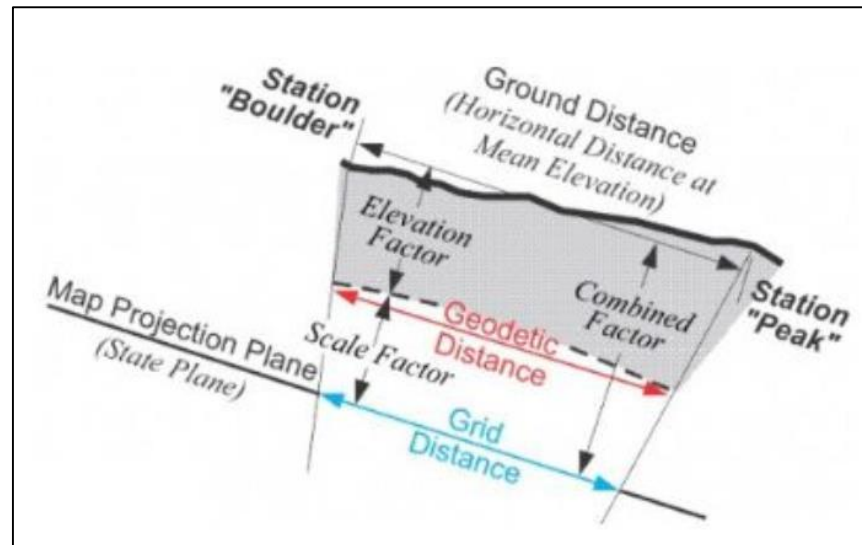 Station
"Boulder"
Ground Distance
(Horizontal Distance at
Mean Elevation)
Elevation
Factor
Combined
Factor
Station
"Peak"
Map Projection Plane
(State Plane)
Scale Factor
Geodetic
Distance
Grid
Distance